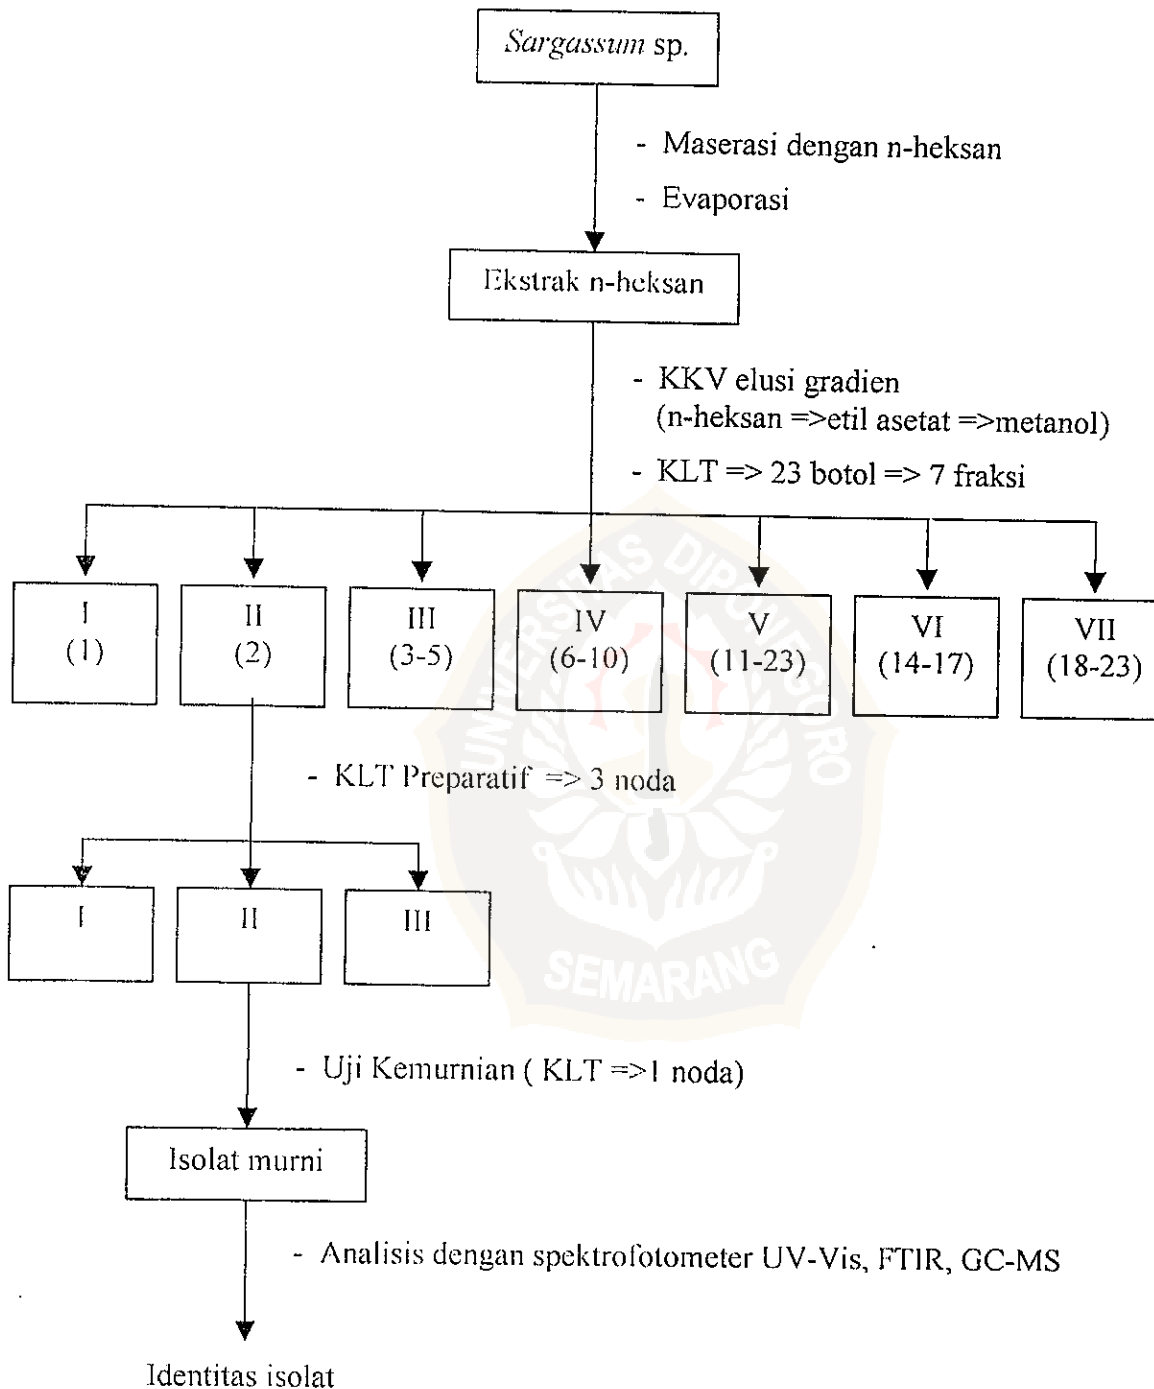 Sargassum sp.
- Maserasi dengan n-heksan
- Evaporasi
Ekstrak n-heksan
- KKV elusi gradien
(n-heksan =>etil asetat =>metanol)
- KLT => 23 botol => 7 fraksi
I
(1)
II
(2)
III
(3-5)
IV
(6-10)
V
(11-23)
VI
(14-17)
VII
(18-23)
- KLT Preparatif => 3 noda
I
II
III
- Uji Kemurnian ( KLT =>1 noda)
Isolat murni
- Analisis dengan spektrofotometer UV-Vis, FTIR, GC-MS
Identitas isolat
UNIVERSITAS DIPONEGORO
SEMARANG